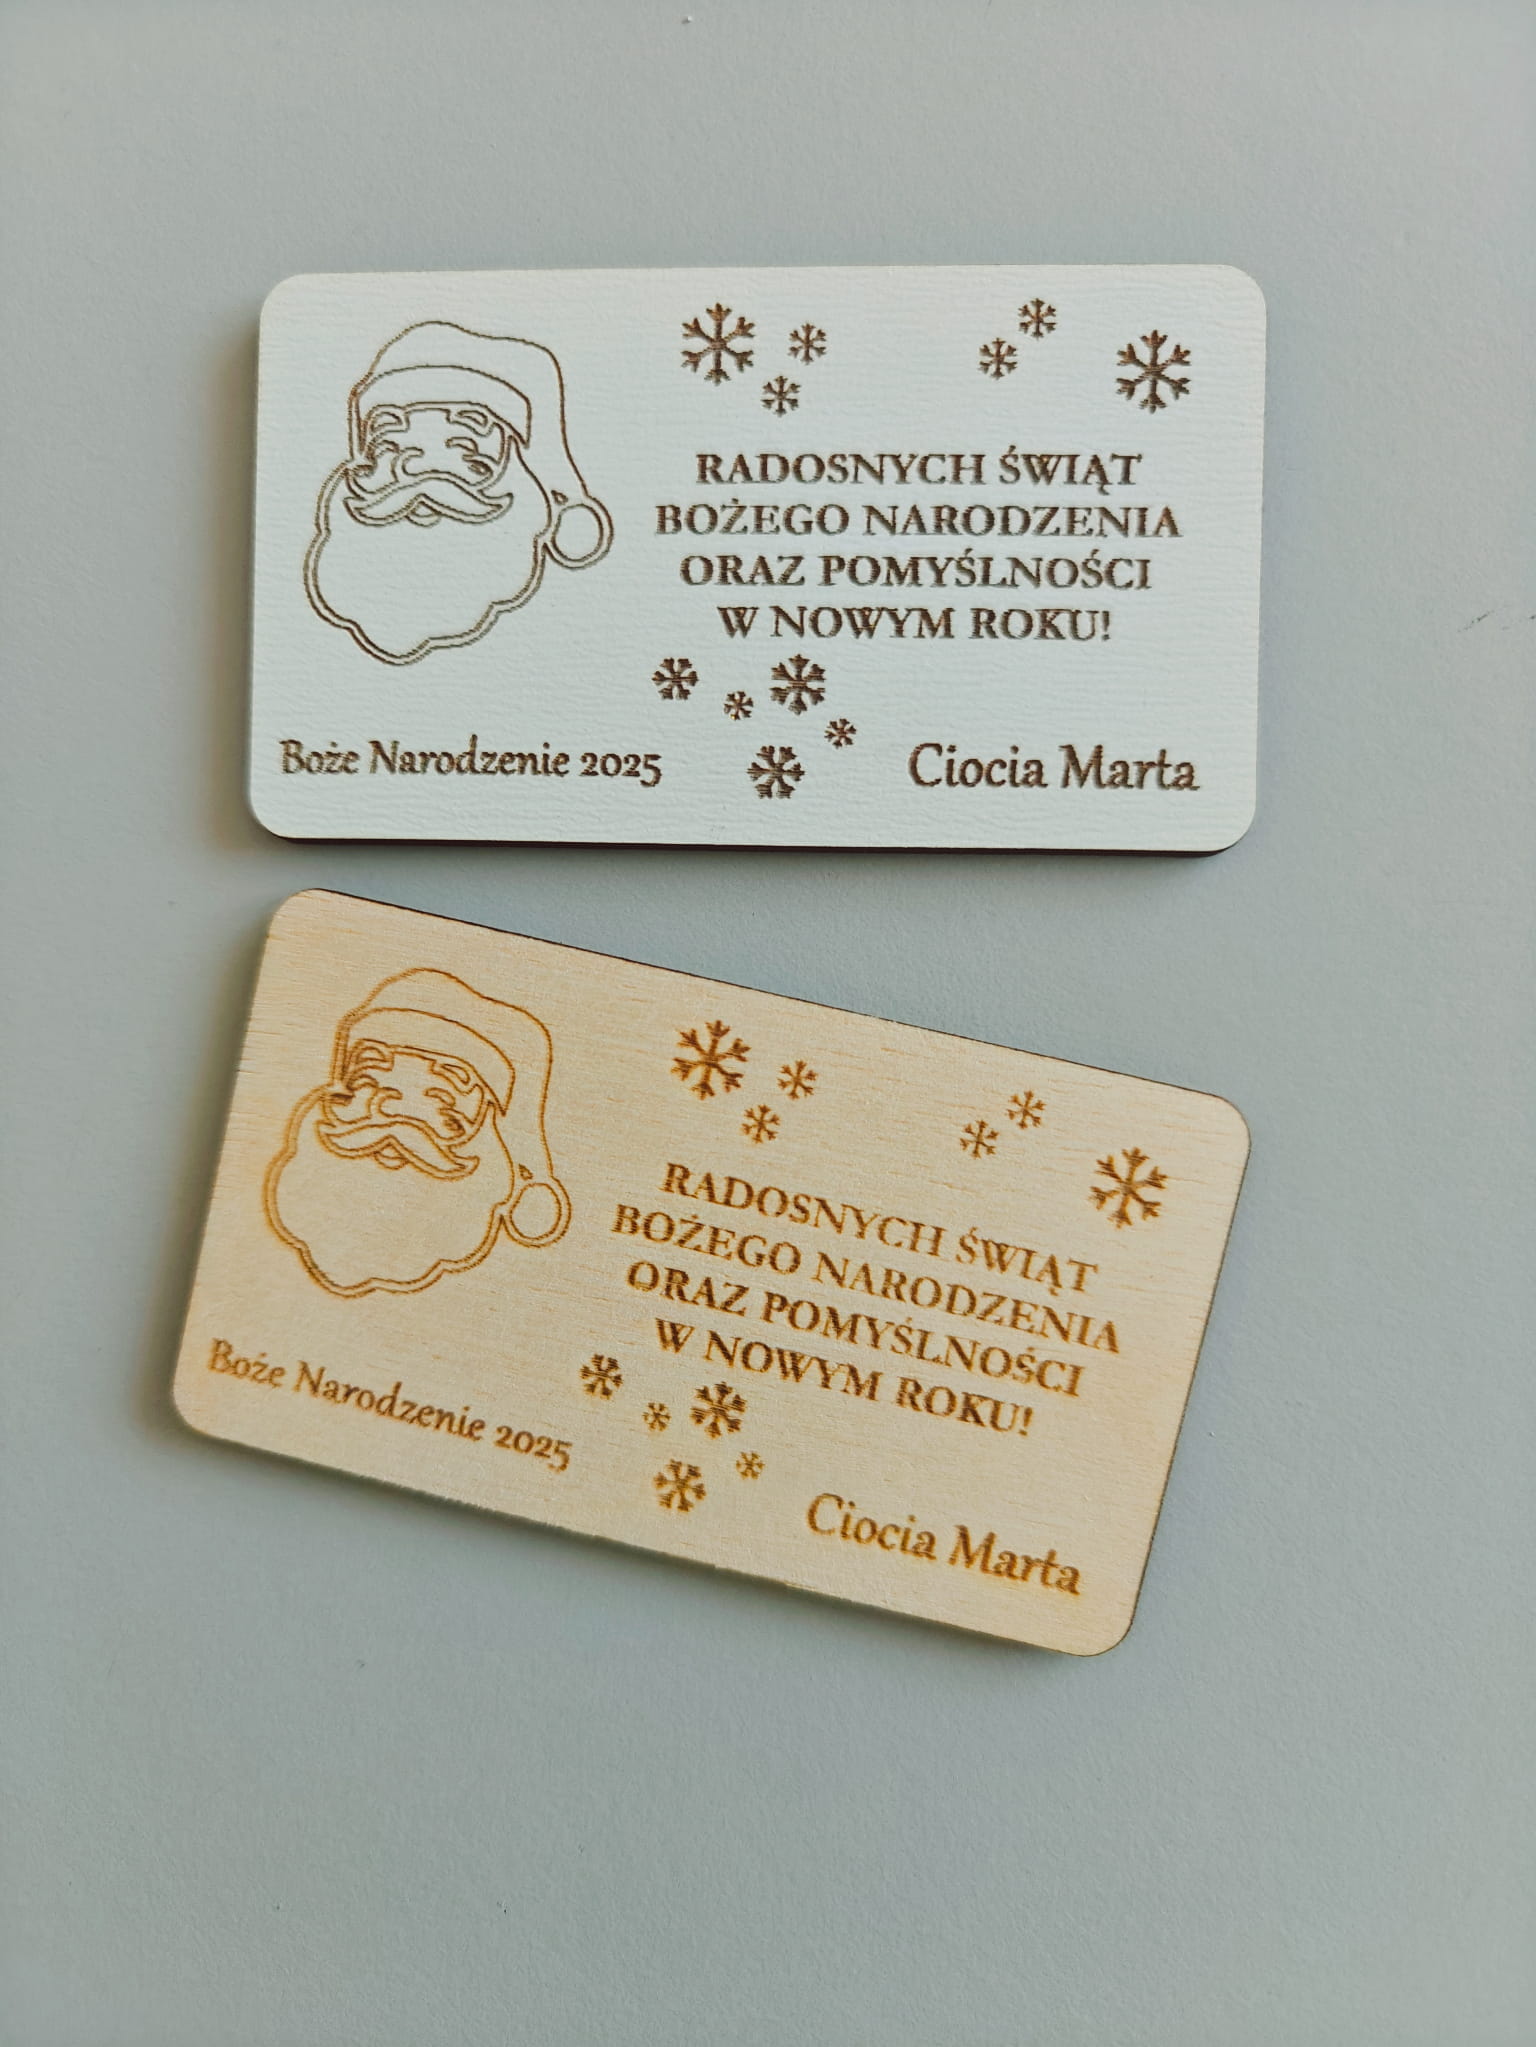 RADOSNYCH ŚWIĄT
BOŻEGO NARODZENIA
ORAZ POMYŚLNOŚCI
W NOWYM ROKU!
Boże Narodzenie 2025
Ciocia Marta
RADOSNYCH ŚWIĄT
BOŻEGO NARODZENIA
ORAZ POMYŚLNOŚCI
W NOWYM ROKU!
Boże Narodzenie 2025
Ciocia Marta